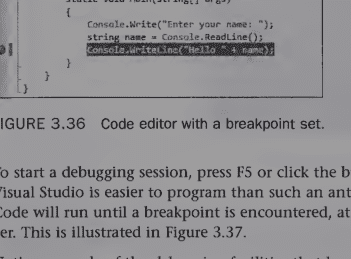 static void Main(string[] args)
{
Console.Write("Enter your name: ");
string name = Console.ReadLine();
Console.WriteLine("Hello " + name);
}
}
}
IGURE 3.36 Code editor with a breakpoint set.
o start a debugging session, press F5 or click the b
Visual Studio is easier to program than such an ant
Code will run until a breakpoint is encountered, at
er. This is illustrated in Figure 3.37.